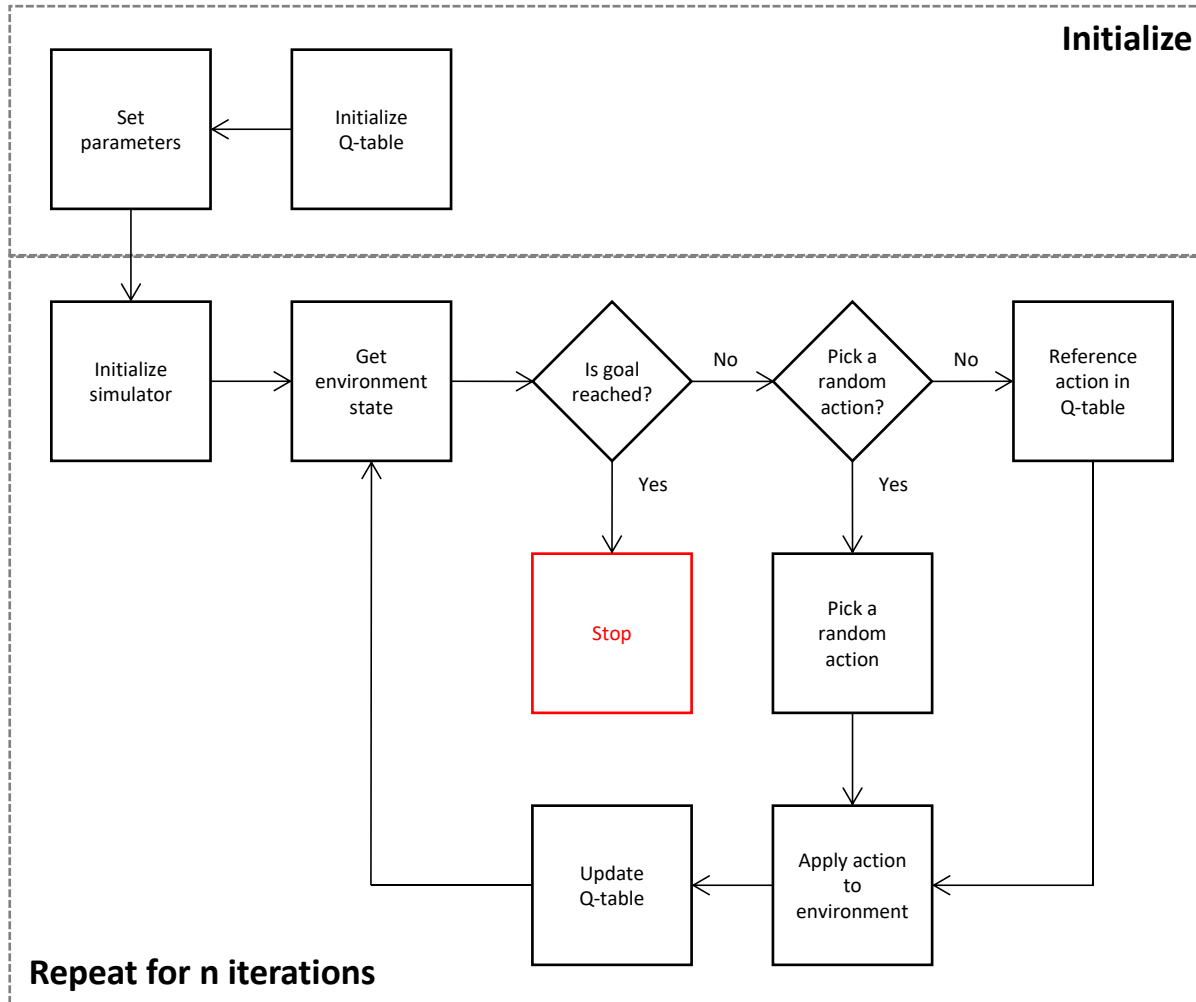 Initialize
Set
parameters
Initialize
Q-table
Initialize
simulator
Get
environment
state
Is goal
reached?
No
Pick a
random
action?
No
Reference
action in
Q-table
Yes
Yes
Stop
Pick a
random
action
Update
Q-table
Apply action
to
environment
Repeat for n iterations